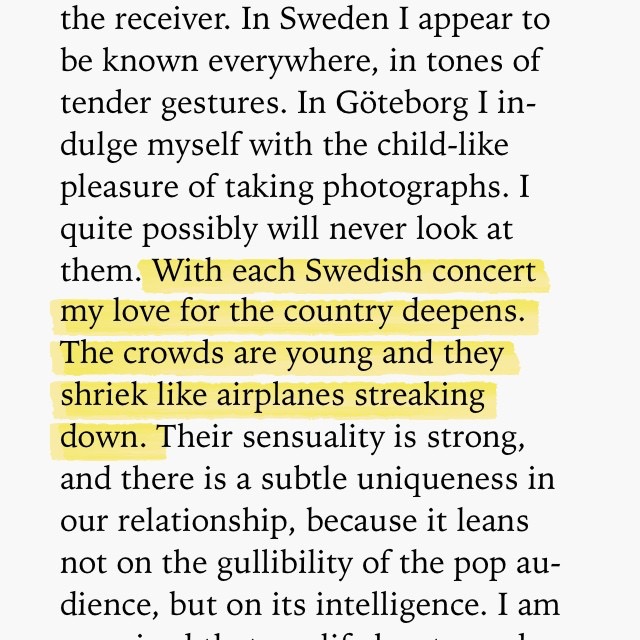 the receiver. In Sweden I appear to
be known everywhere, in tones of
tender gestures. In Göteborg I in-
dulge myself with the child-like
pleasure of taking photographs. I
quite possibly will never look at
them. With each Swedish concert
my love for the country deepens.
The crowds are young and they
shriek like airplanes streaking
down. Their sensuality is strong,
and there is a subtle uniqueness in
our relationship, because it leans
not on the gullibility of the pop au-
dience, but on its intelligence. I am